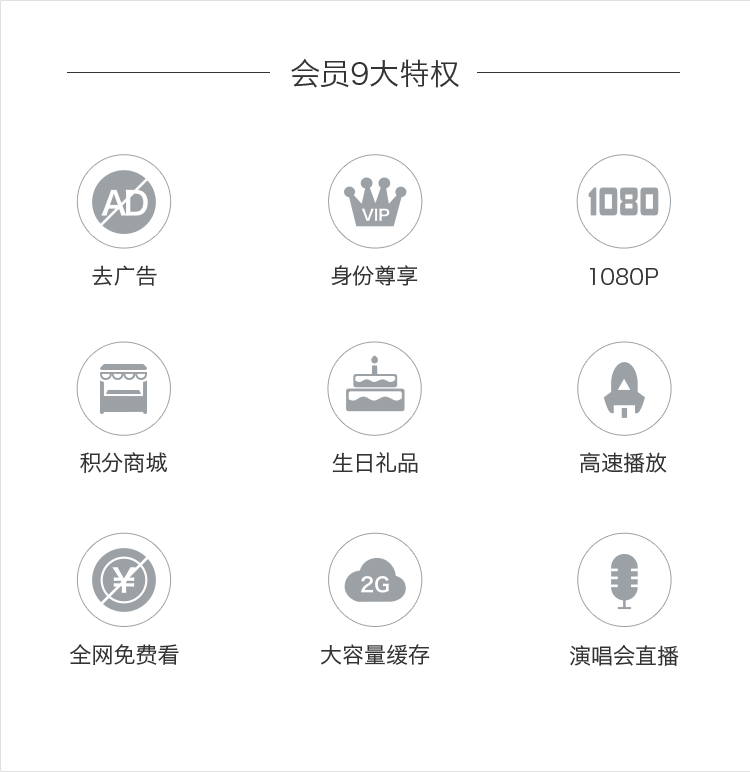 会员9大特权
AD
VIP
1080
去广告
身份尊享
1080P
积分商城
生日礼品
高速播放
¥
2G
全网免费看
大容量缓存
演唱会直播